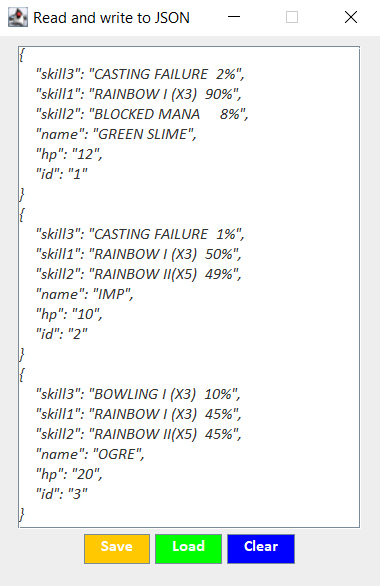 Read and write to JSON
{
"skill3": "CASTING FAILURE  2%",
"skill1": "RAINBOW I (X3)  90%",
"skill2": "BLOCKED MANA     8%",
"name": "GREEN SLIME",
"hp": "12",
"id": "1"
}
{
"skill3": "CASTING FAILURE  1%",
"skill1": "RAINBOW I (X3)  50%",
"skill2": "RAINBOW II(X5)  49%",
"name": "IMP",
"hp": "10",
"id": "2"
}
{
"skill3": "BOWLING I (X3)  10%",
"skill1": "RAINBOW I (X3)  45%",
"skill2": "RAINBOW II(X5)  45%",
"name": "OGRE",
"hp": "20",
"id": "3"
}
Save Load Clear